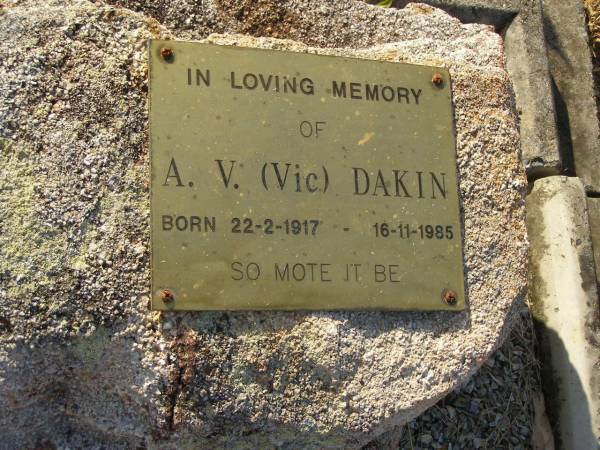 IN LOVING MEMORY
OF
A. V. (Vic) DAKIN
BORN 22-2-1917 - 16-11-1985
SO MOTE IT BE